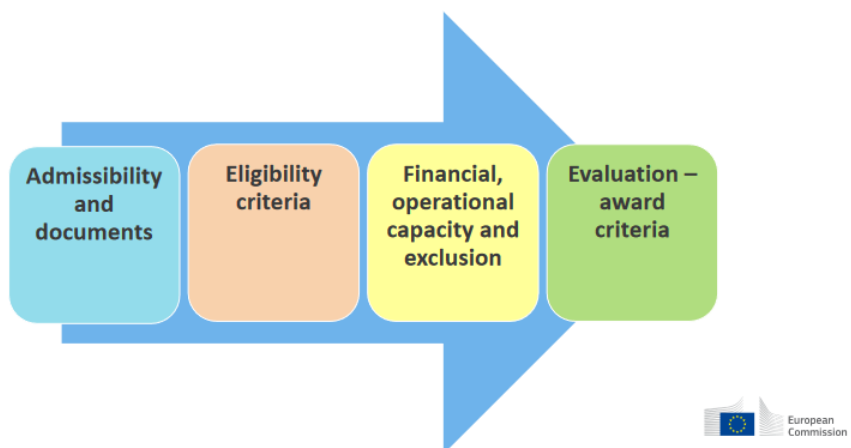 Admissibility
and
documents
Eligibility
criteria
Financial,
operational
capacity and
exclusion
Evaluation –
award
criteria
European
Commission